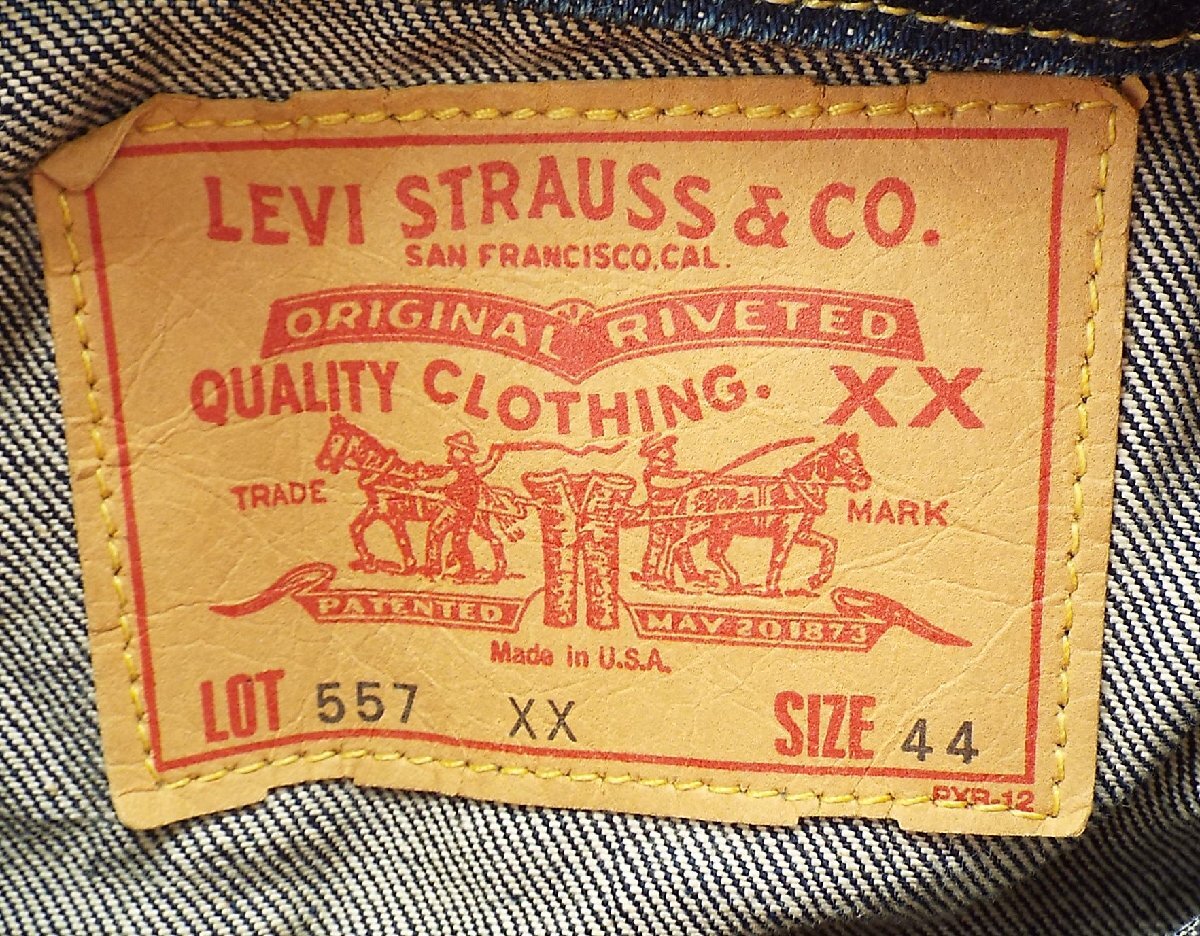 LEVI STRAUSS & CO.
SAN FRANCISCO, CAL.
ORIGINAL RIVETED
QUALITY CLOTHING. XX
TRADE MARK
PATENTED MAY 20 1873
Made in U.S.A.
LOT 557 XX SIZE 44
PXR-12